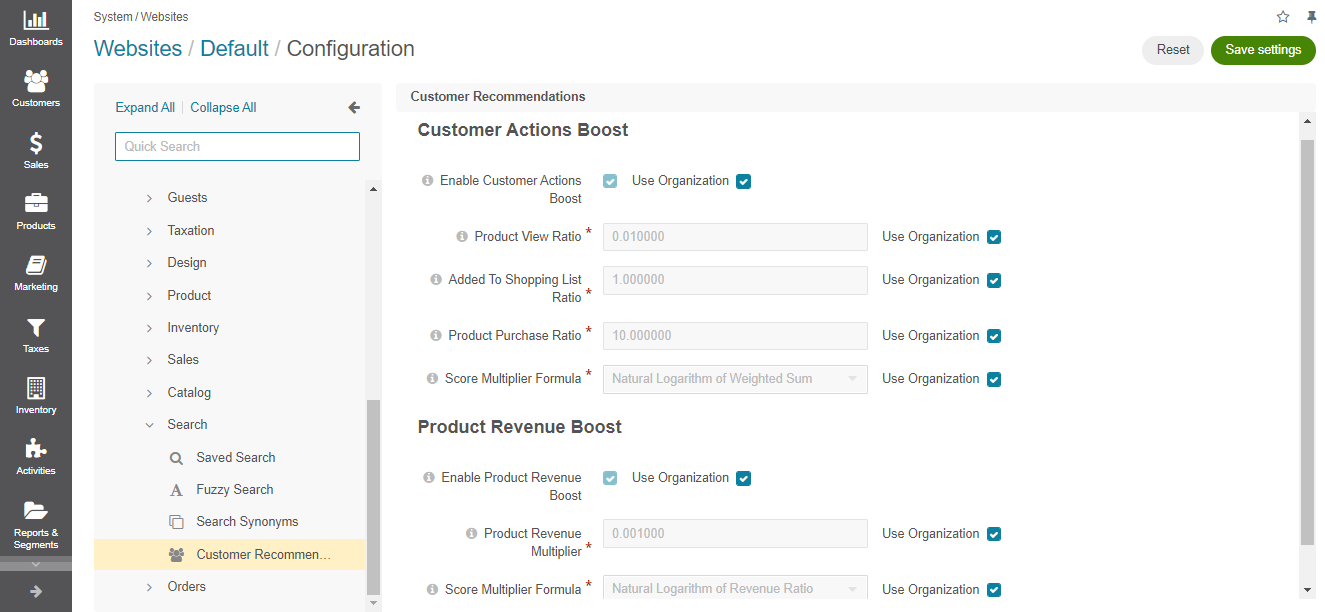 Dashboards
Customers
Sales
Products
Marketing
Taxes
Inventory
Activities
Reports &
Segments
System / Websites
Websites / Default / Configuration
Reset
Save settings
Expand All | Collapse All
Quick Search
Guests
Taxation
Design
Product
Inventory
Sales
Catalog
Search
Saved Search
Fuzzy Search
Search Synonyms
Customer Recommen...
Orders
Customer Recommendations
Customer Actions Boost
Enable Customer Actions
Boost
Use Organization
Product View Ratio *
0.010000
Use Organization
Added To Shopping List
Ratio *
1.000000
Use Organization
Product Purchase Ratio *
10.000000
Use Organization
Score Multiplier Formula *
Natural Logarithm of Weighted Sum
Use Organization
Product Revenue Boost
Enable Product Revenue
Boost
Use Organization
Product Revenue
Multiplier *
0.001000
Use Organization
Score Multiplier Formula *
Natural Logarithm of Revenue Ratio
Use Organization